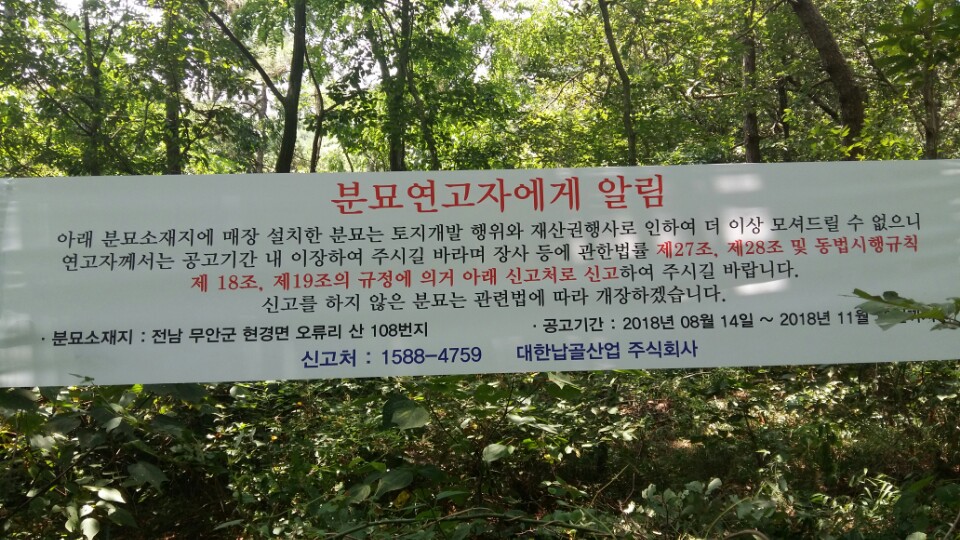 분묘연고자에게 알림
아래 분묘소재지에 매장 설치한 분묘는 토지개발 행위와 재산권행사로 인하여 더 이상 모셔드릴 수 없으니
연고자께서는 공고기간 내 이장하여 주시길 바라며 장사 등에 관한법률 제27조, 제28조 및 동법시행규칙
제 18조, 제19조의 규정에 의거 아래 신고처로 신고하여 주시길 바랍니다.
신고를 하지 않은 분묘는 관련법에 따라 개장하겠습니다.
· 분묘소재지 : 전남 무안군 현경면 오류리 산 108번지 · 공고기간 : 2018년 08월 14일 ~ 2018년 11월
신고처 : 1588-4759 대한납골산업 주식회사